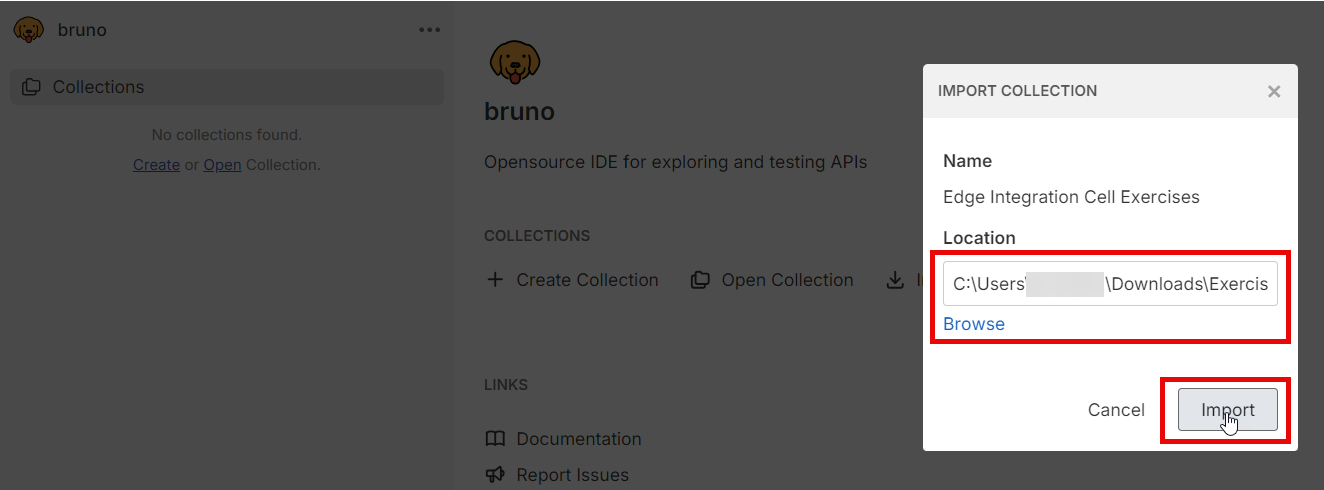 bruno
Collections
No collections found.
Create or Open Collection.
bruno
Opensource IDE for exploring and testing APIs
COLLECTIONS
Create Collection
Open Collection
LINKS
Documentation
Report Issues
IMPORT COLLECTION
Name
Edge Integration Cell Exercises
Location
C:\Users\ \Downloads\Exercis
Browse
Cancel
Import